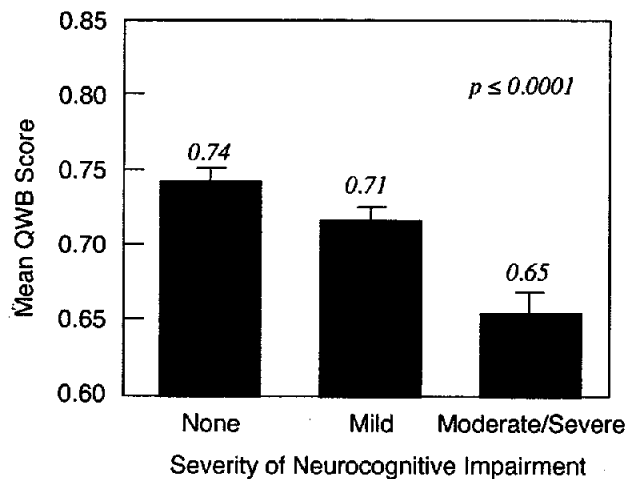 0.85
0.80
0.75
0.70
0.65
0.60
Mean QWB Score
p ≤ 0.0001
0.74
0.71
0.65
None Mild Moderate/Severe
Severity of Neurocognitive Impairment